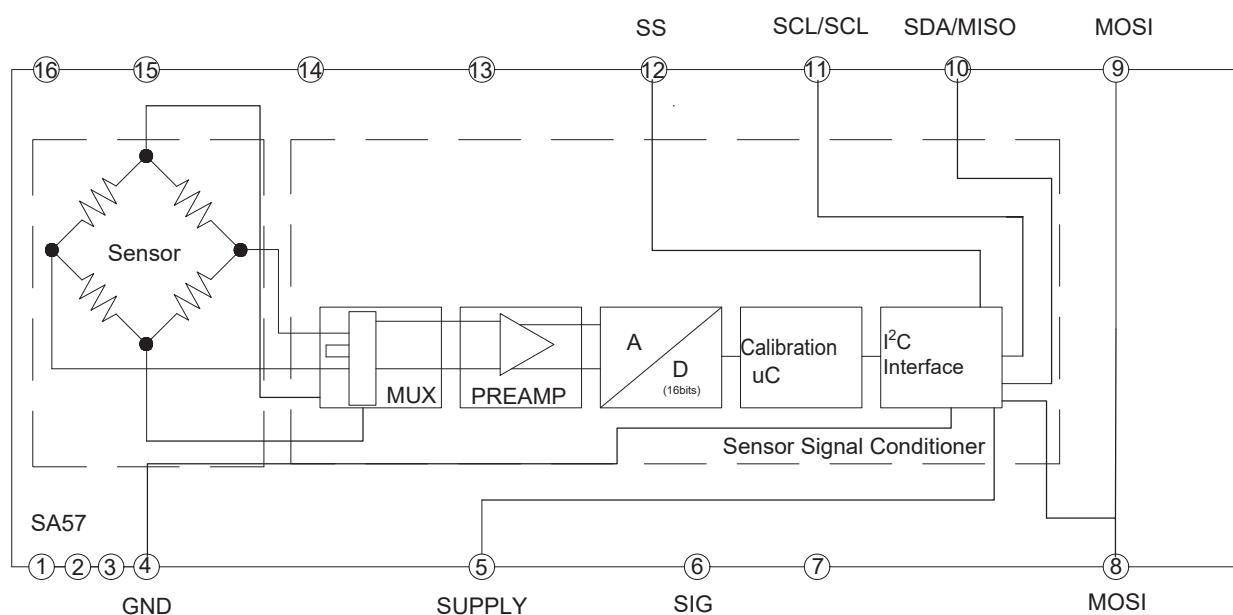 SS SCL/SCL SDA/MISO MOSI
16 15 14 13 12 11 10 9
Sensor
A
D
(16bits)
Calibration
uC
I²C
Interface
MUX
PREAMP
Sensor Signal Conditioner
SA57
1 2 3 4 5 6 7 8
GND SUPPLY SIG MOSI